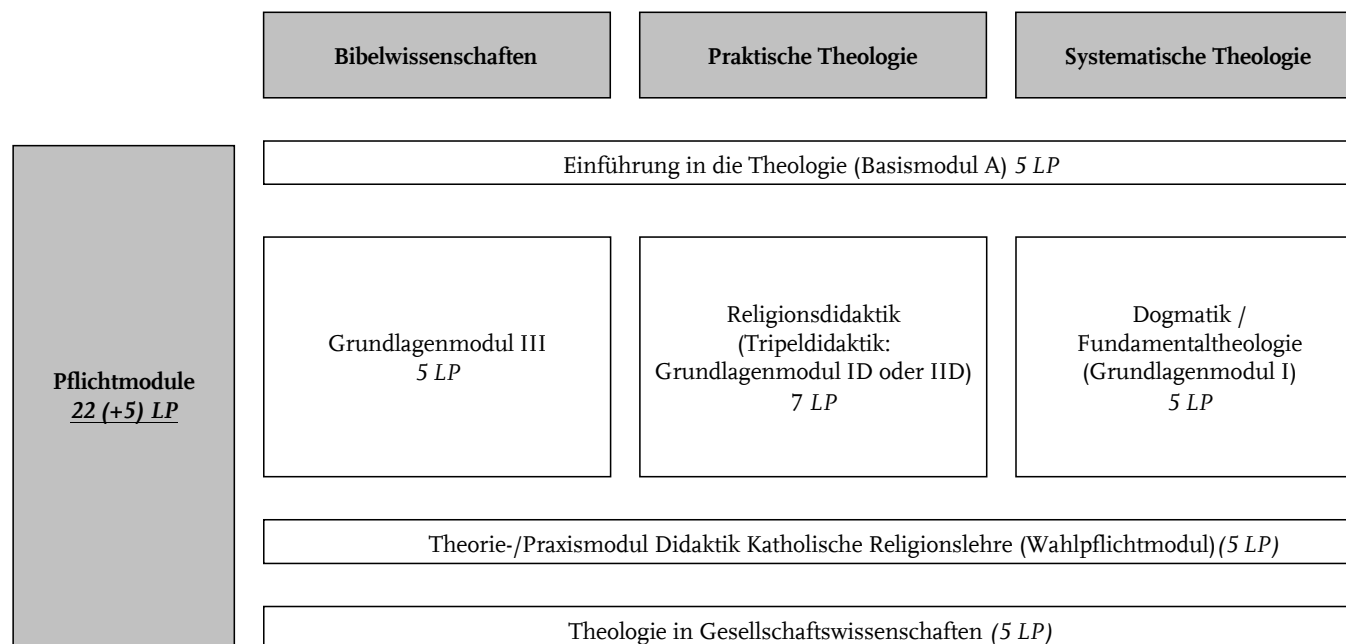 Bibelwissenschaften
Praktische Theologie
Systematische Theologie
Einführung in die Theologie (Basismodul A) 5 LP
Pflichtmodule
22 (+5) LP
Grundlagenmodul III
5 LP
Religionsdidaktik
(Tripeldidaktik:
Grundlagenmodul ID oder IID)
7 LP
Dogmatik /
Fundamentaltheologie
(Grundlagenmodul I)
5 LP
Theorie-/Praxismodul Didaktik Katholische Religionslehre (Wahlpflichtmodul)(5 LP)
Theologie in Gesellschaftswissenschaften (5 LP)